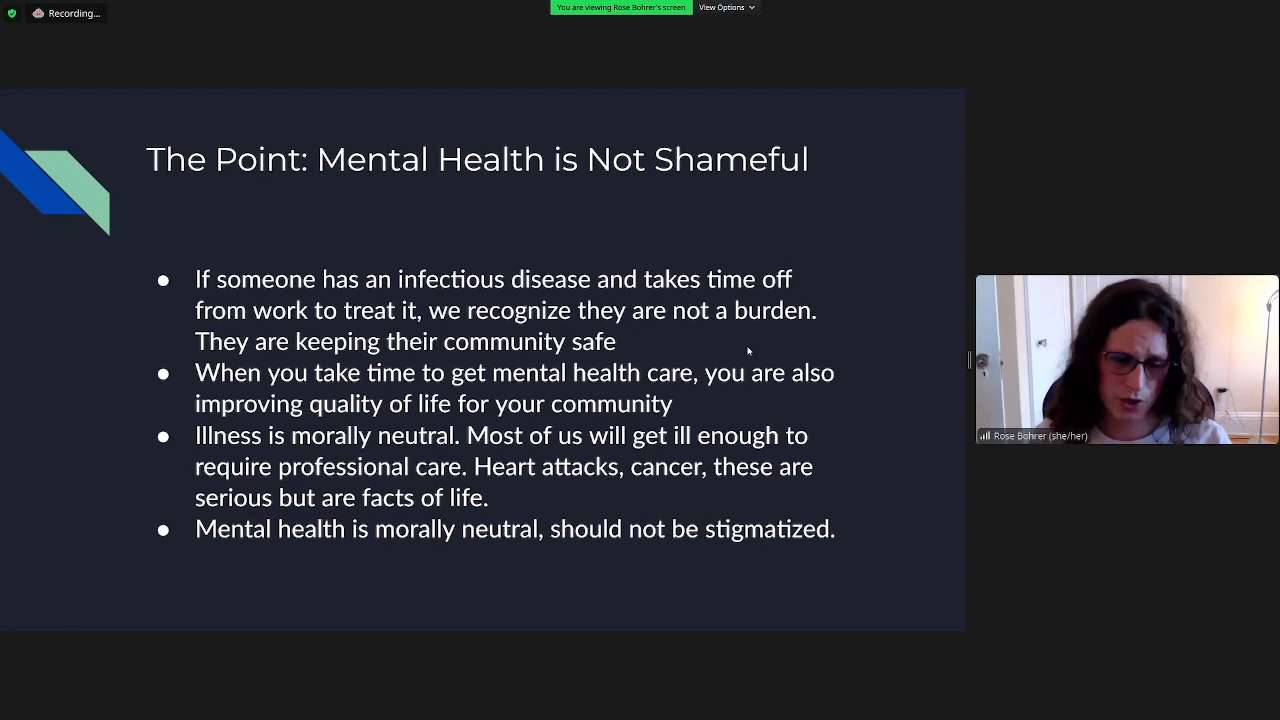 Recording...
You are viewing Rose Bohrer's screen
View Options
The Point: Mental Health is Not Shameful
● If someone has an infectious disease and takes time off
from work to treat it, we recognize they are not a burden.
They are keeping their community safe
● When you take time to get mental health care, you are also
improving quality of life for your community
● Illness is morally neutral. Most of us will get ill enough to
require professional care. Heart attacks, cancer, these are
serious but are facts of life.
● Mental health is morally neutral, should not be stigmatized.
Rose Bohrer (she/her)